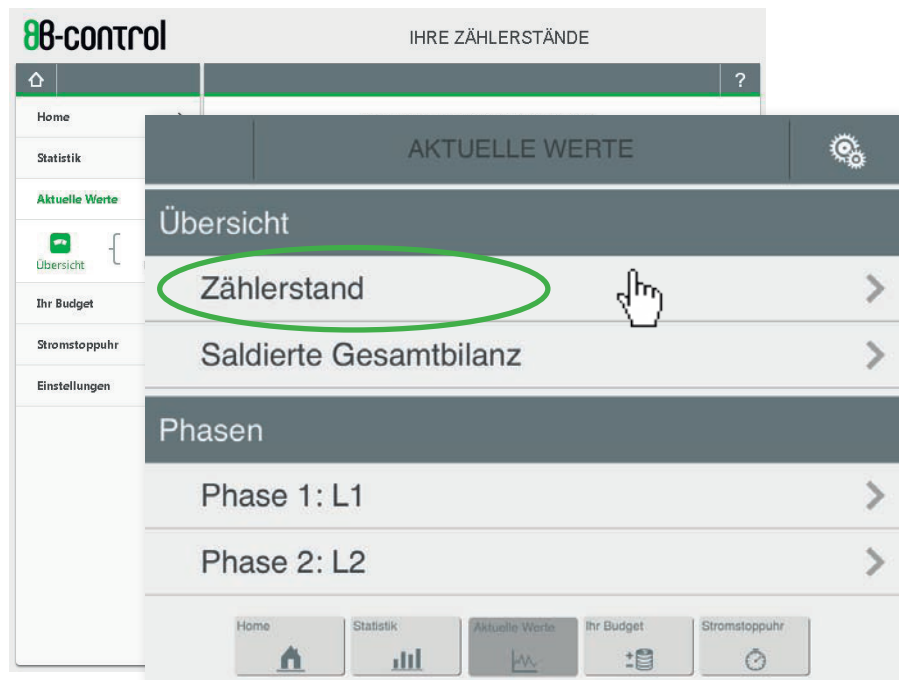 88-control
IHRE ZÄHLERSTÄNDE
?
Home
Statistik
Aktuelle Werte
Übersicht
Ihr Budget
Stromstoppuhr
Einstellungen
AKTUELLE WERTE
Übersicht
Zählerstand
Saldierte Gesamtbilanz
Phasen
Phase 1: L1
Phase 2: L2
Home
Statistik
Aktuelle Werte
Ihr Budget
Stromstoppuhr